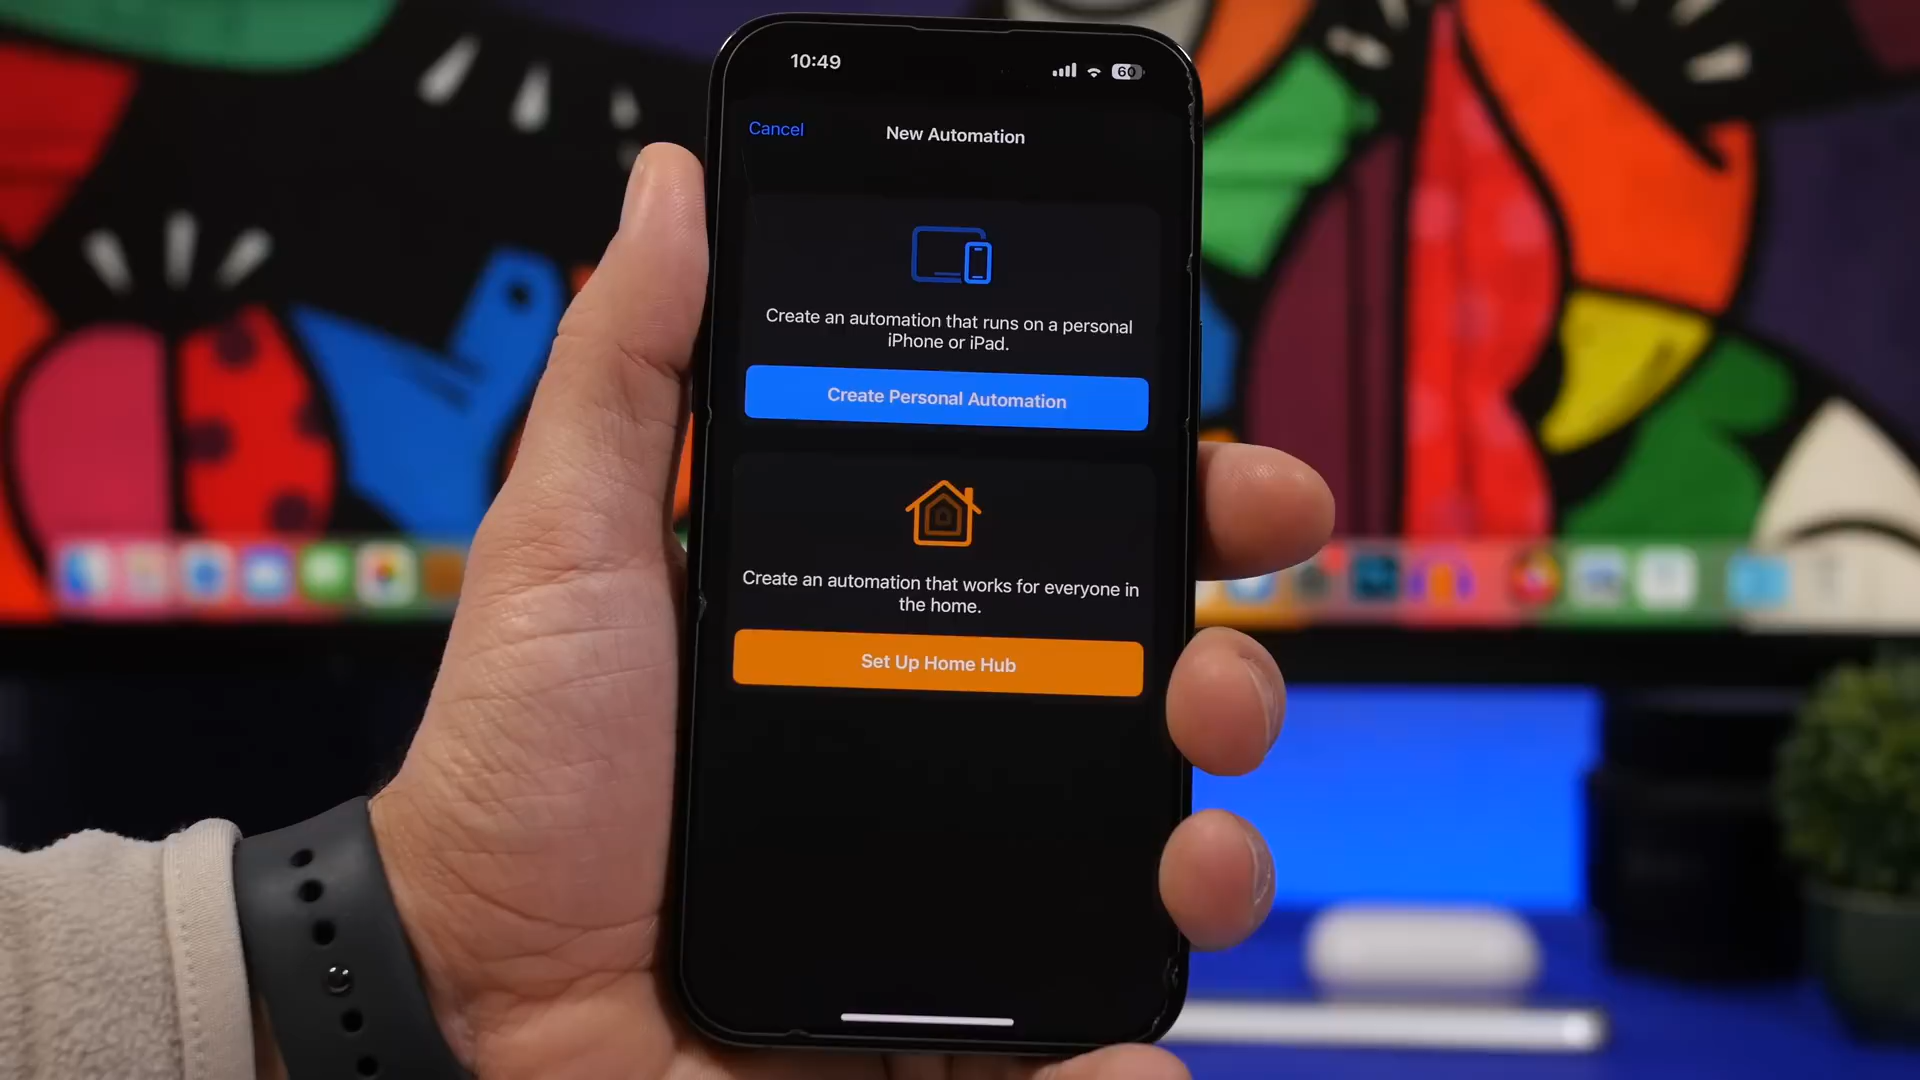 10:49
60
Cancel
New Automation
Create an automation that runs on a personal
iPhone or iPad.
Create Personal Automation
Create an automation that works for everyone in
the home.
Set Up Home Hub